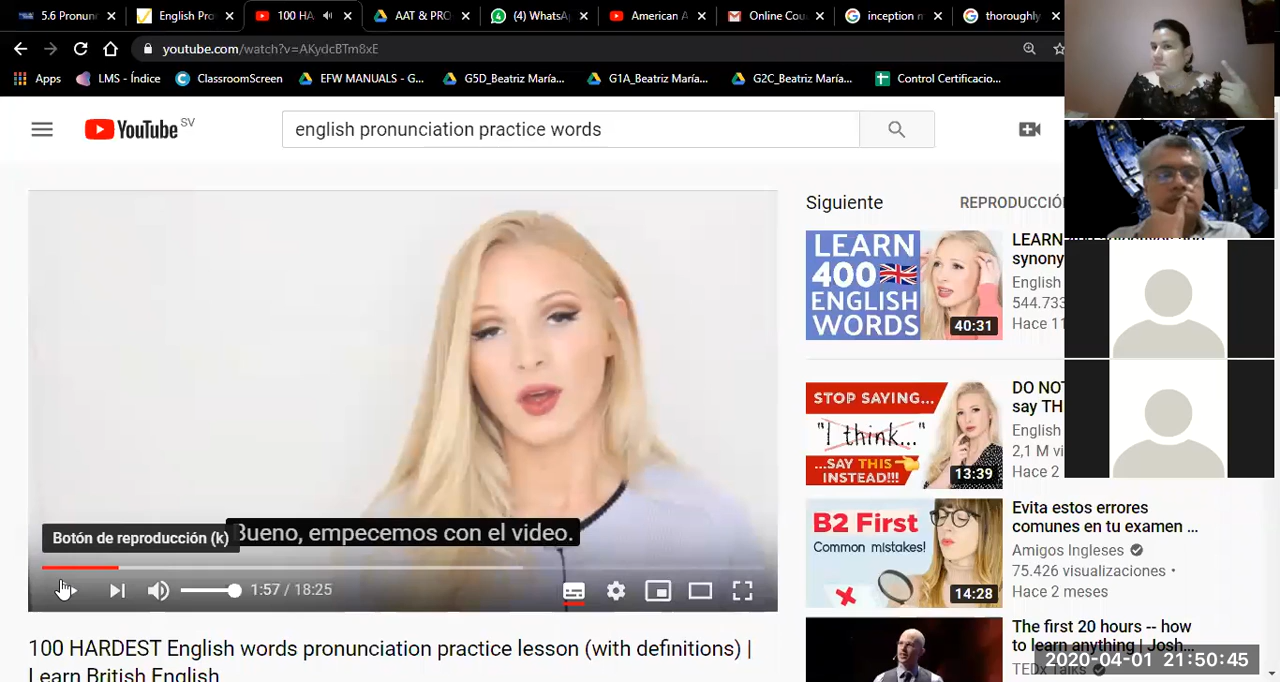 5.6 Pronun
English Pro
100 HA
AAT & PRO
(4) WhatsA
American A
Online Cou
inception
thoroughly
youtube.com/watch?v=AKydcBTm8xE
Apps
LMS - Índice
ClassroomScreen
EFW MANUALS - G...
G5D_Beatriz María...
G1A_Beatriz María...
G2C_Beatriz María...
Control Certificacio...
YouTube SV
english pronunciation practice words
Siguiente
REPRODUCCIÓN
LEARN
400
ENGLISH
WORDS
40:31
LEARN
synony
English
544.733
Hace 11
STOP SAYING...
"I think..."
...SAY THIS
INSTEAD!!!
13:39
DO NOT
say TH
English
2,1 M vi
Hace 2
B2 First
Common mistakes!
14:28
Evita estos errores
comunes en tu examen ...
Amigos Ingleses
75.426 visualizaciones •
Hace 2 meses
The first 20 hours -- how
to learn anything | Josh...
TEDx Talks
Botón de reproducción (k)
Bueno, empecemos con el video.
1:57 / 18:25
100 HARDEST English words pronunciation practice lesson (with definitions) |
Learn British English
2020-04-01 21:50:45